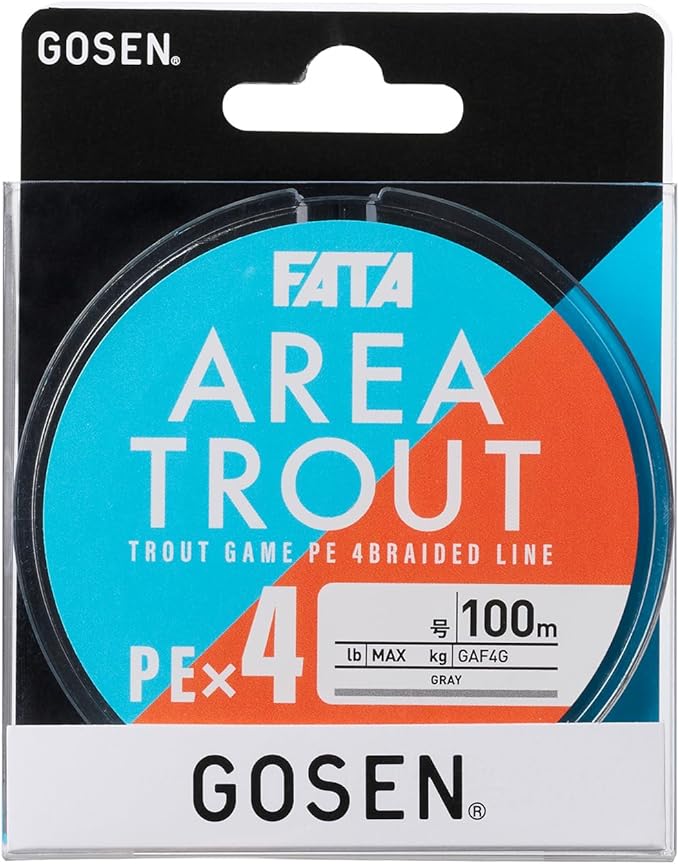 GOSEN®
FATA
AREA
TROUT
TROUT GAME PE 4BRAIDED LINE
PE×4
号 100m
lb MAX kg GAF4G
GRAY
GOSEN®